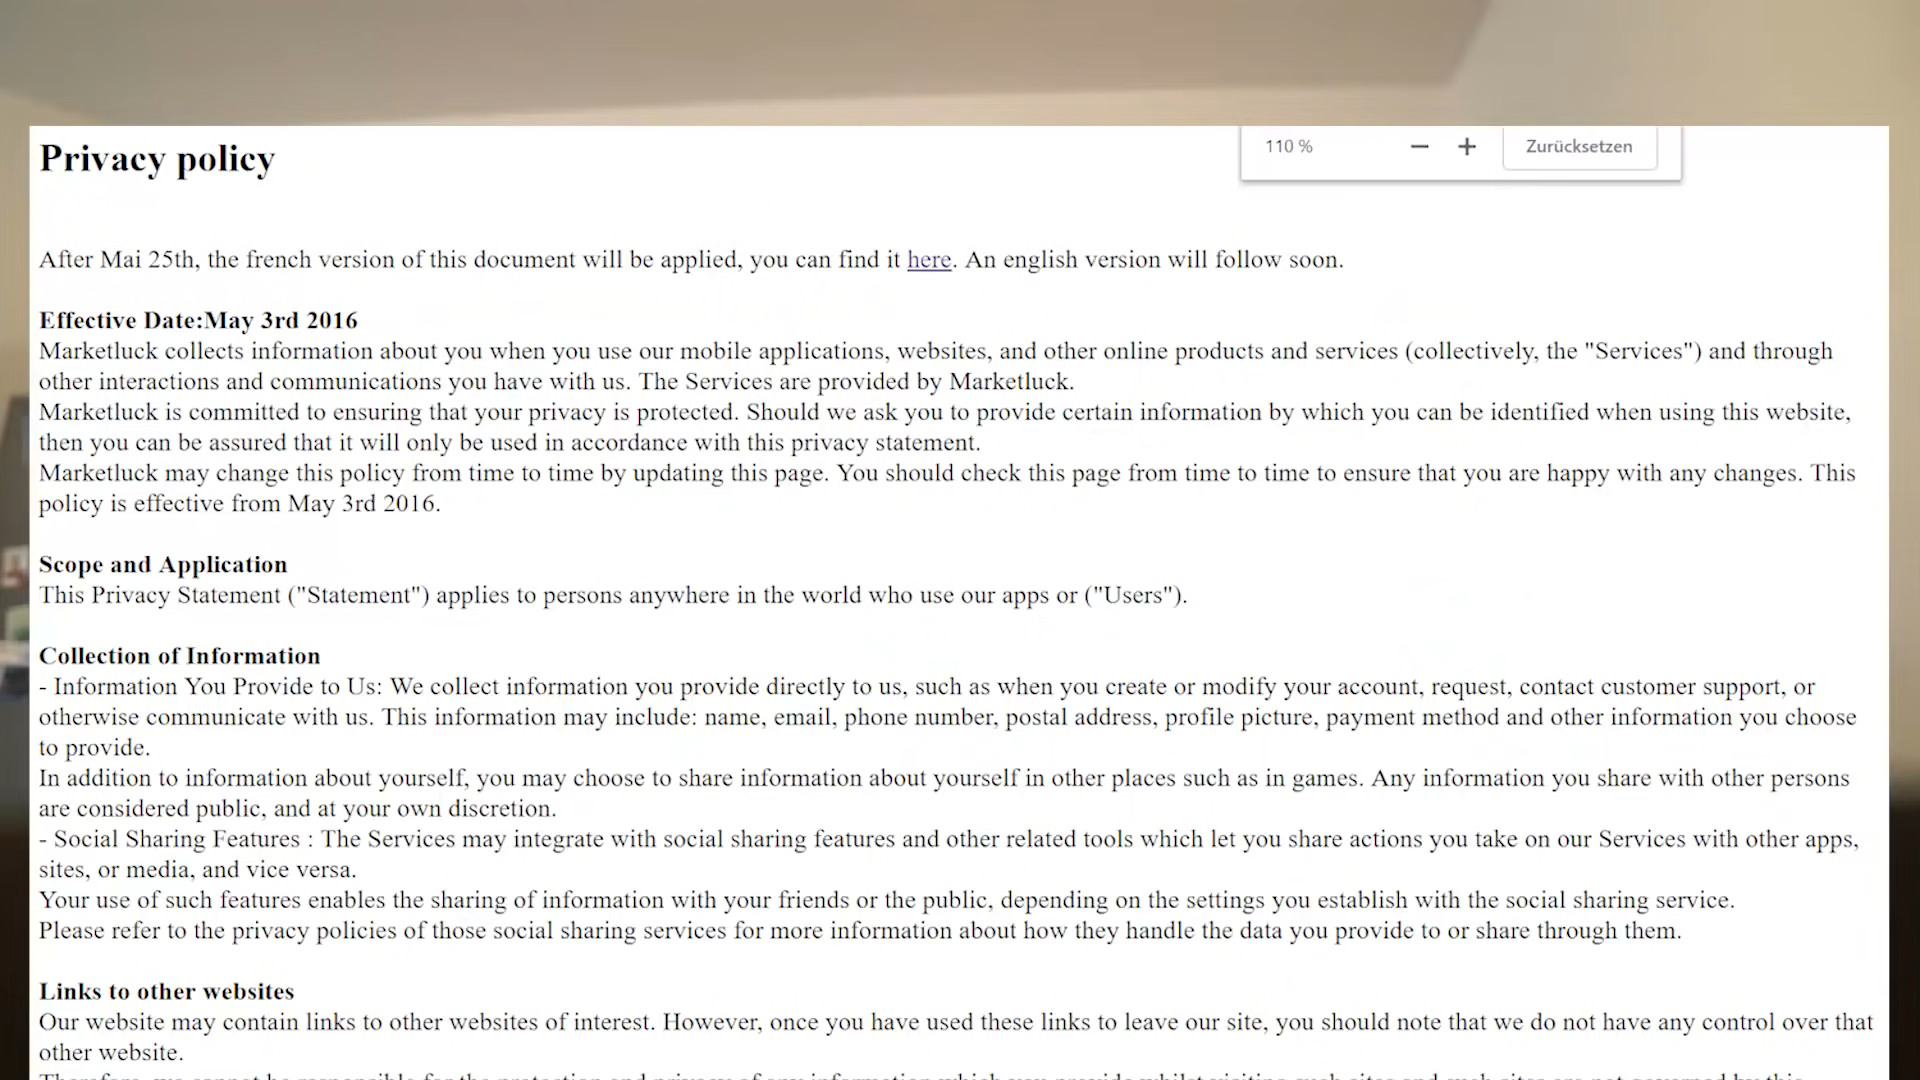 Privacy policy
110 %
Zurücksetzen
After Mai 25th, the french version of this document will be applied, you can find it here. An english version will follow soon.
Effective Date:May 3rd 2016
Marketluck collects information about you when you use our mobile applications, websites, and other online products and services (collectively, the "Services") and through
other interactions and communications you have with us. The Services are provided by Marketluck.
Marketluck is committed to ensuring that your privacy is protected. Should we ask you to provide certain information by which you can be identified when using this website,
then you can be assured that it will only be used in accordance with this privacy statement.
Marketluck may change this policy from time to time by updating this page. You should check this page from time to time to ensure that you are happy with any changes. This
policy is effective from May 3rd 2016.
Scope and Application
This Privacy Statement ("Statement") applies to persons anywhere in the world who use our apps or ("Users").
Collection of Information
- Information You Provide to Us: We collect information you provide directly to us, such as when you create or modify your account, request, contact customer support, or
otherwise communicate with us. This information may include: name, email, phone number, postal address, profile picture, payment method and other information you choose
to provide.
In addition to information about yourself, you may choose to share information about yourself in other places such as in games. Any information you share with other persons
are considered public, and at your own discretion.
- Social Sharing Features : The Services may integrate with social sharing features and other related tools which let you share actions you take on our Services with other apps,
sites, or media, and vice versa.
Your use of such features enables the sharing of information with your friends or the public, depending on the settings you establish with the social sharing service.
Please refer to the privacy policies of those social sharing services for more information about how they handle the data you provide to or share through them.
Links to other websites
Our website may contain links to other websites of interest. However, once you have used these links to leave our site, you should note that we do not have any control over that
other website.